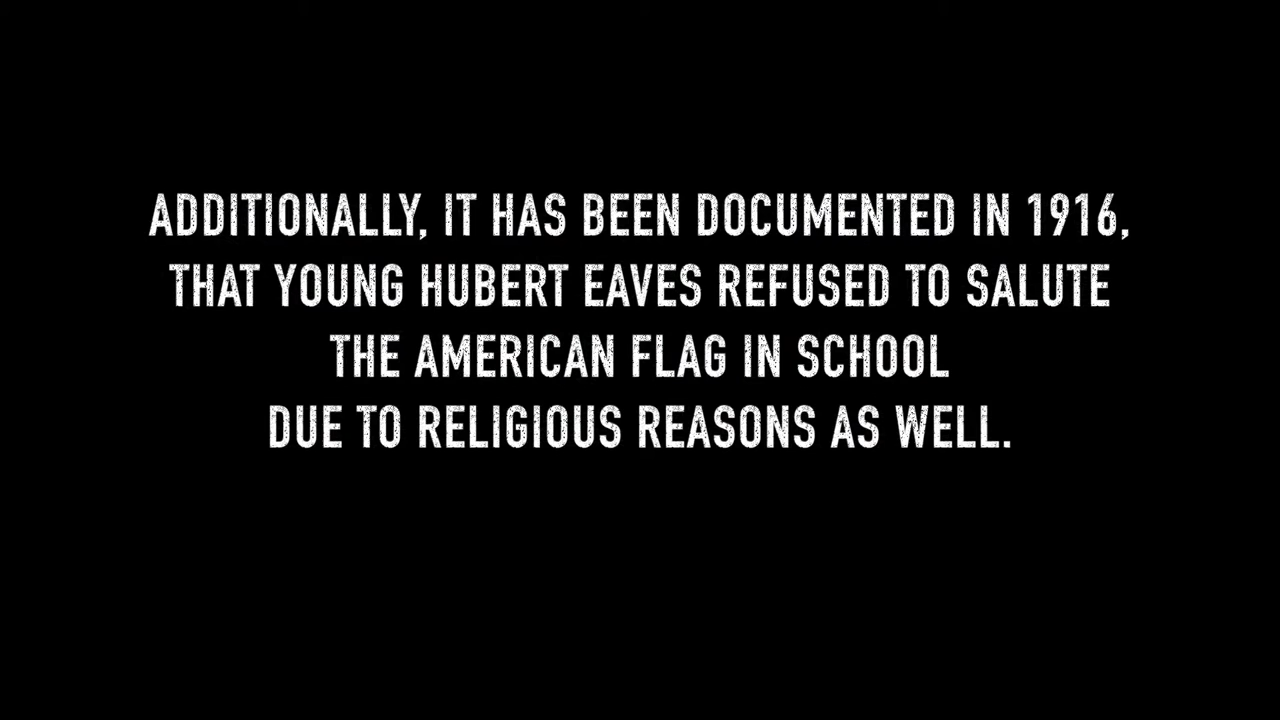 ADDITIONALLY, IT HAS BEEN DOCUMENTED IN 1916,
THAT YOUNG HUBERT EAVES REFUSED TO SALUTE
THE AMERICAN FLAG IN SCHOOL
DUE TO RELIGIOUS REASONS AS WELL.